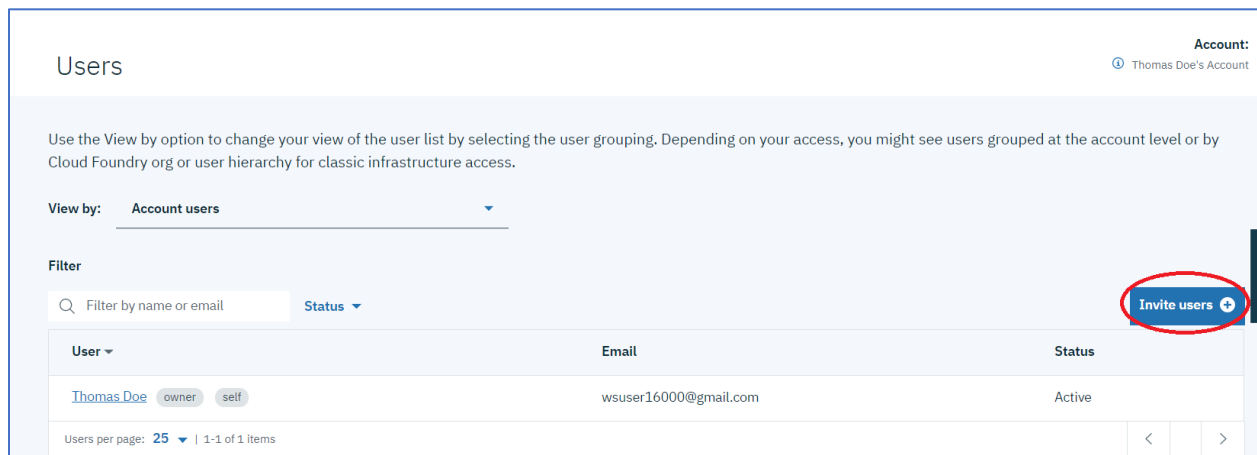 Users
Account:
Thomas Doe's Account
Use the View by option to change your view of the user list by selecting the user grouping. Depending on your access, you might see users grouped at the account level or by
Cloud Foundry org or user hierarchy for classic infrastructure access.
View by: Account users
Filter
Filter by name or email Status
Invite users
User Email Status
Thomas Doe owner self wsuser16000@gmail.com Active
Users per page: 25 | 1-1 of 1 items